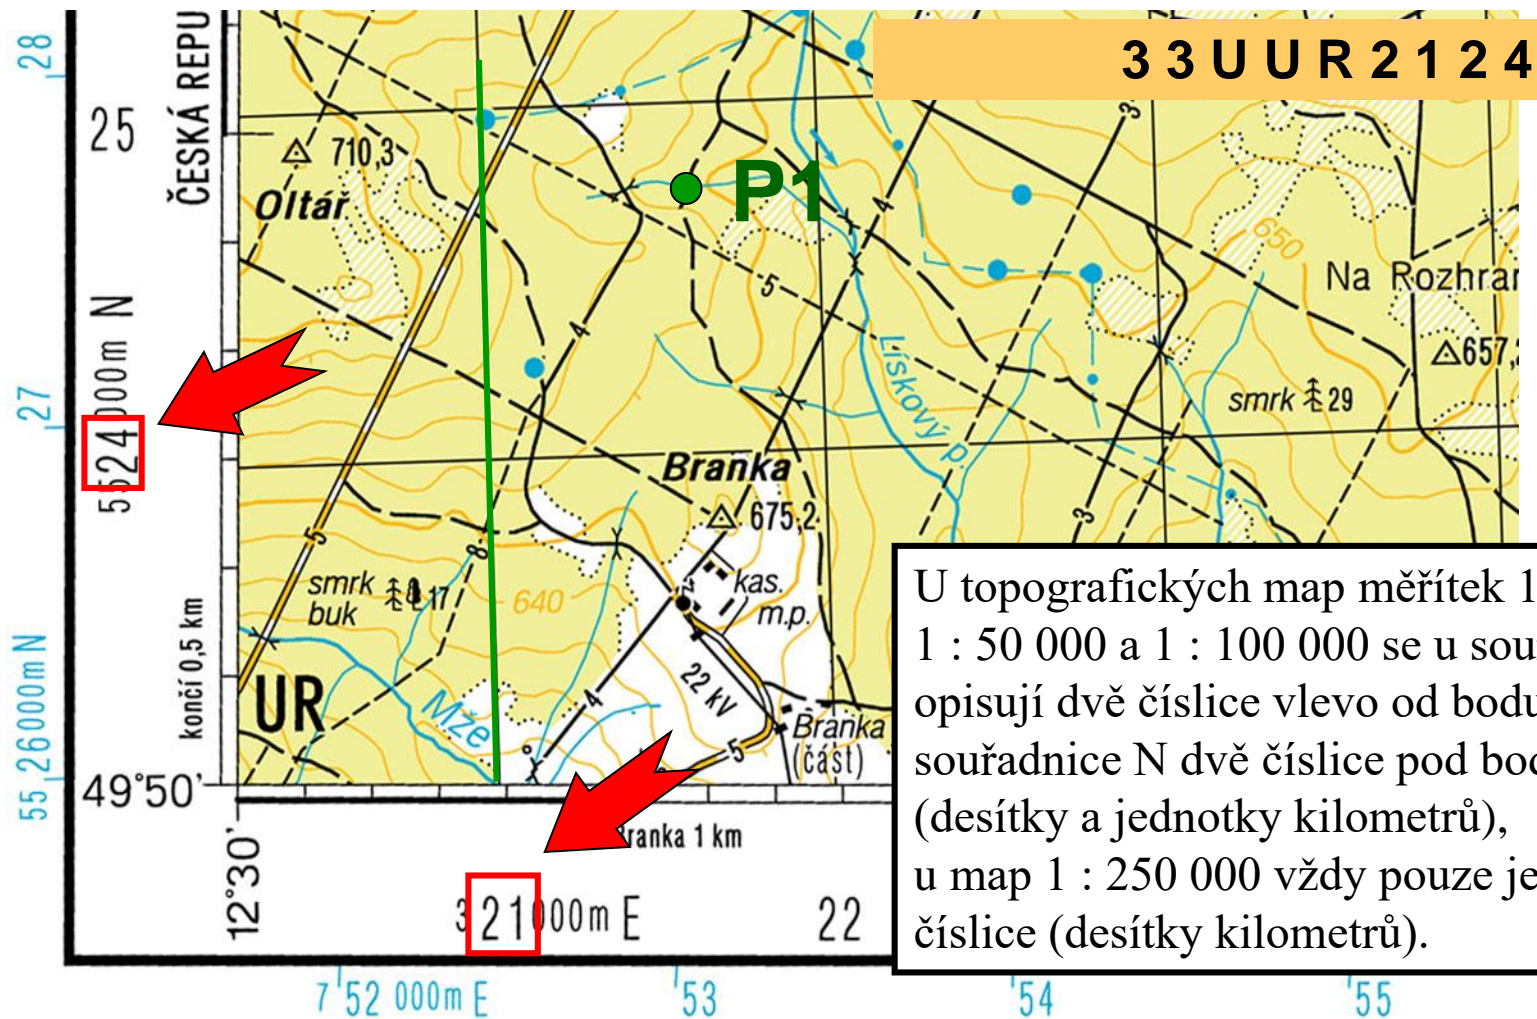 33UUR2124
28
25
ČESKÁ REPU
710,3
Oltář
P1
3
4
650
5
Na Rozhran
657,2
4
Lískový p.
smrk 29
27
5524000m N
Branka
675,2
3
5
8
smrk
buk
17
640
kas.
m.p.
končí 0,5 km
UR
Mže
4
22 kV
Branka
(část)
5
55 26000m N
49°50'
12°30'
Branka 1 km
321000m E
22
U topografických map měřítek 1
1 : 50 000 a 1 : 100 000 se u sou
opisují dvě číslice vlevo od bodu
souřadnice N dvě číslice pod bod
(desítky a jednotky kilometrů),
u map 1 : 250 000 vždy pouze je
číslice (desítky kilometrů).
7 52 000m E
53
54
55